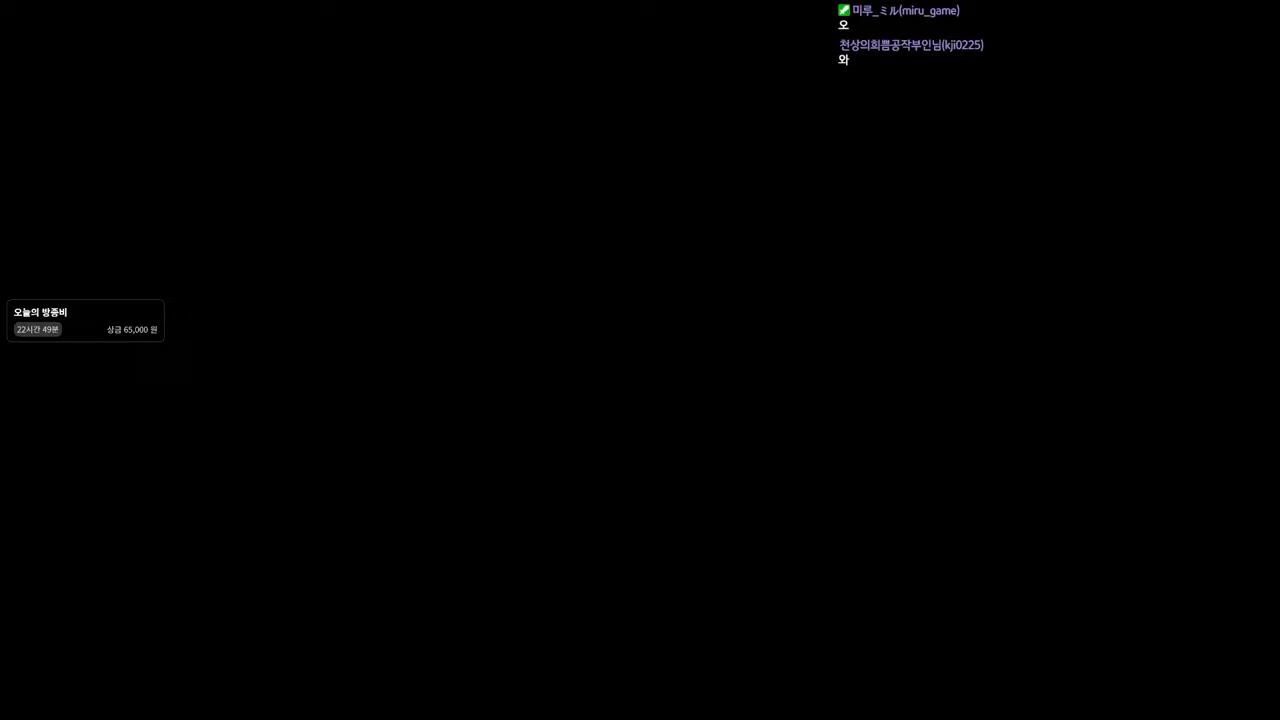 미루_ミル(miru_game)
오
천상의희쁨공작부인님(kji0225)
와
오늘의 방종비
22시간 49분
상금 65,000 원